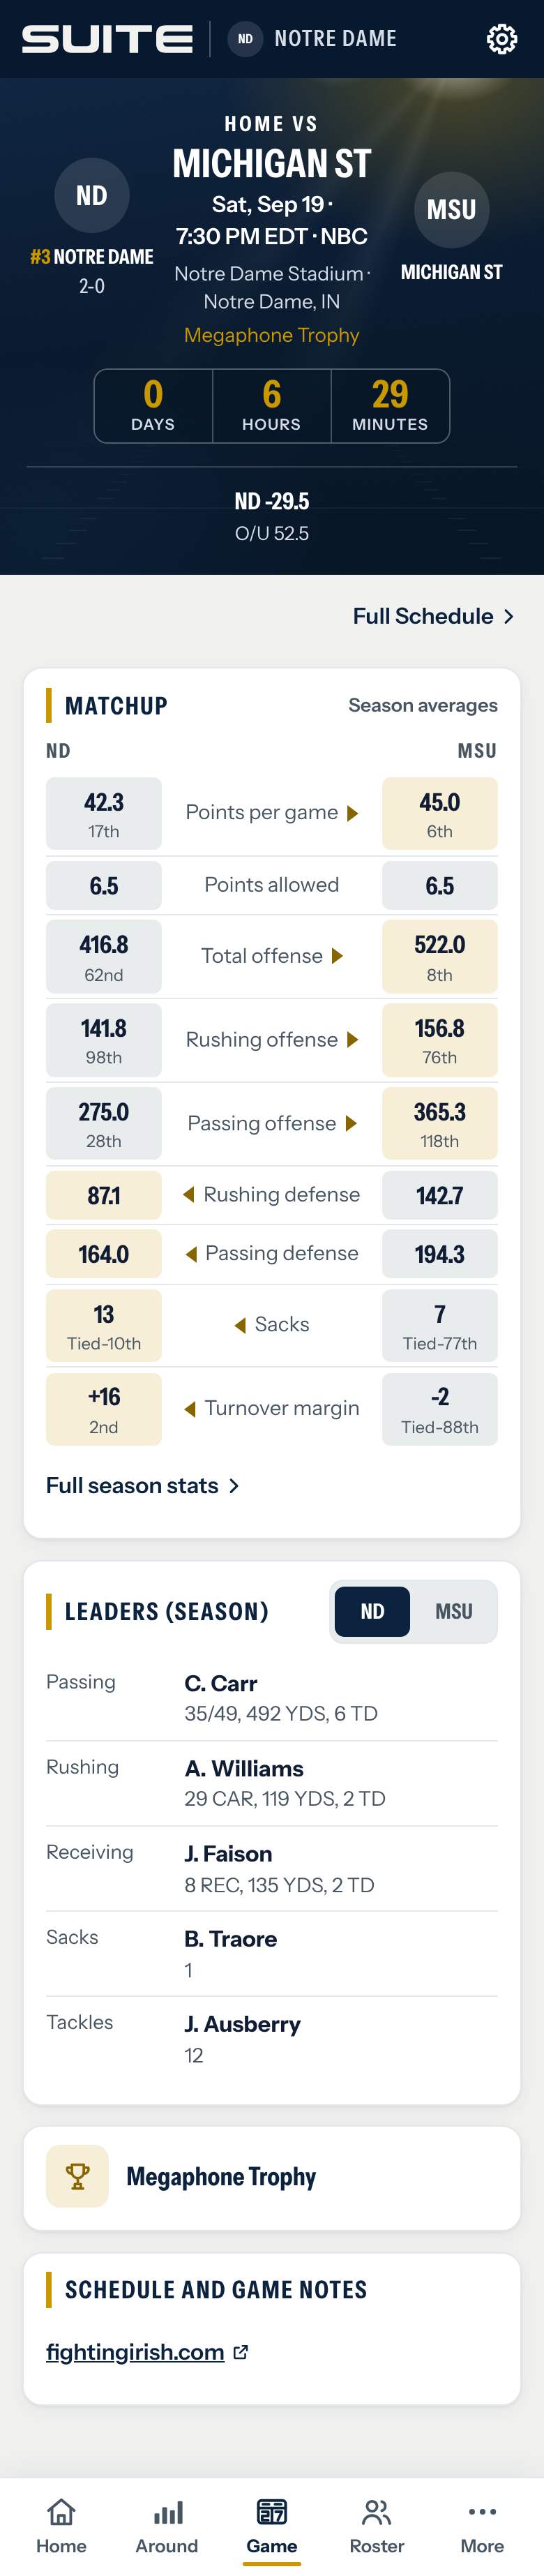 SUITE
ND NOTRE DAME
HOME VS
MICHIGAN ST
Sat, Sep 19 ·
7:30 PM EDT · NBC
Notre Dame Stadium ·
Notre Dame, IN
Megaphone Trophy
ND
#3 NOTRE DAME
2-0
MSU
MICHIGAN ST
0 DAYS
6 HOURS
29 MINUTES
ND -29.5
O/U 52.5
Full Schedule
MATCHUP
Season averages
ND MSU
42.3 Points per game 45.0
17th 6th
6.5 Points allowed 6.5
416.8 Total offense 522.0
62nd 8th
141.8 Rushing offense 156.8
98th 76th
275.0 Passing offense 365.3
28th 118th
87.1 Rushing defense 142.7
164.0 Passing defense 194.3
13 Sacks 7
Tied-10th Tied-77th
+16 Turnover margin -2
2nd Tied-88th
Full season stats
LEADERS (SEASON)
ND MSU
Passing C. Carr
35/49, 492 YDS, 6 TD
Rushing A. Williams
29 CAR, 119 YDS, 2 TD
Receiving J. Faison
8 REC, 135 YDS, 2 TD
Sacks B. Traore
1
Tackles J. Ausberry
12
Megaphone Trophy
SCHEDULE AND GAME NOTES
fightingirish.com
Home Around Game Roster More